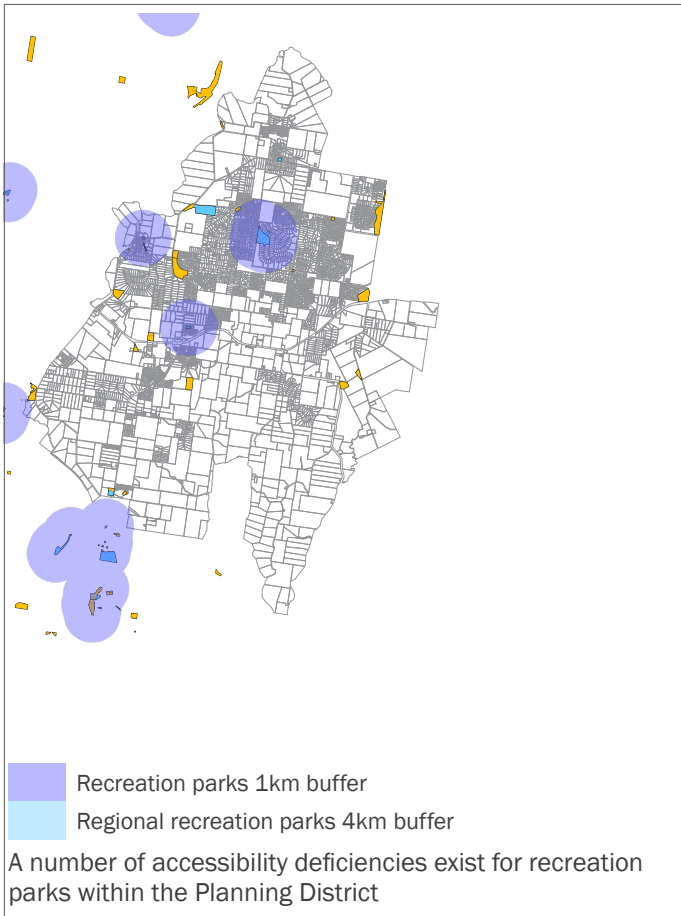 Recreation parks 1km buffer
Regional recreation parks 4km buffer
A number of accessibility deficiencies exist for recreation
parks within the Planning District